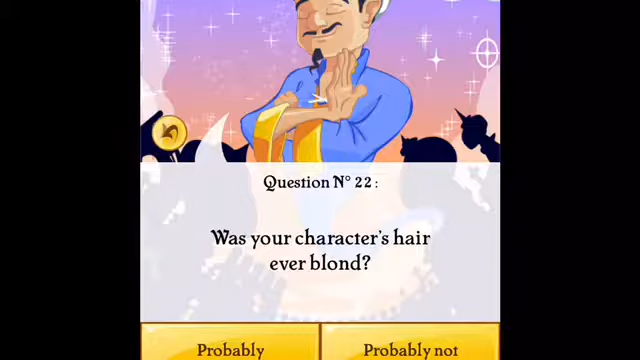 Question N° 22 :
Was your character's hair
ever blond?
Probably
Probably not